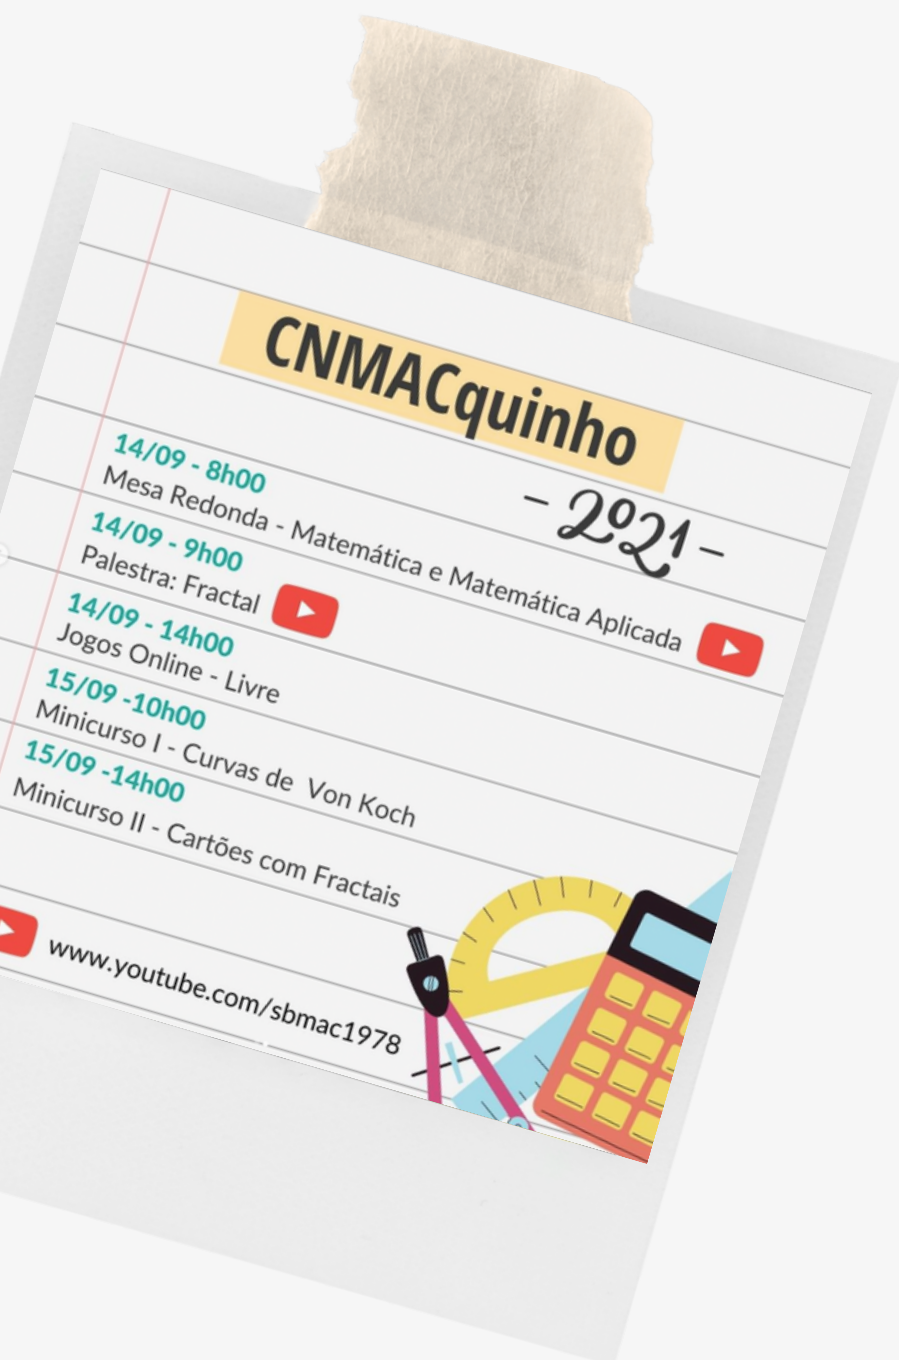 CNMACquinho
- 2021 -
14/09 - 8h00
Mesa Redonda - Matemática e Matemática Aplicada
14/09 - 9h00
Palestra: Fractal
14/09 - 14h00
Jogos Online - Livre
15/09 -10h00
Minicurso I - Curvas de Von Koch
15/09 -14h00
Minicurso II - Cartões com Fractais
www.youtube.com/sbmac1978